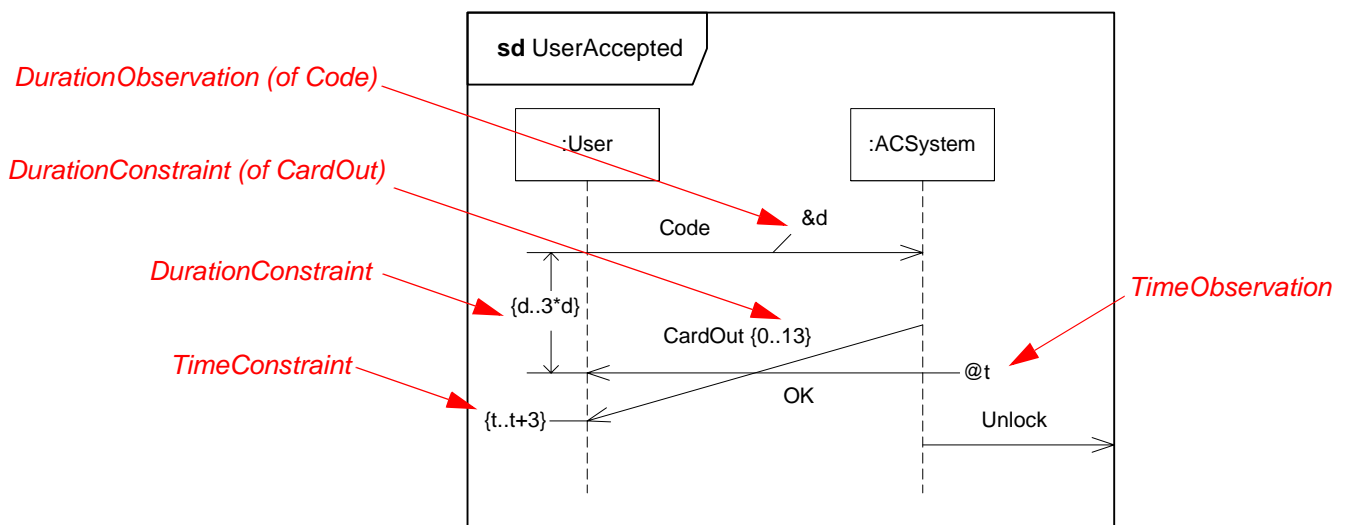 sd UserAccepted
DurationObservation (of Code)
:User
:ACSystem
DurationConstraint (of CardOut)
&d
Code
DurationConstraint
TimeObservation
{d..3*d}
CardOut {0..13}
TimeConstraint
@t
OK
{t..t+3}
Unlock